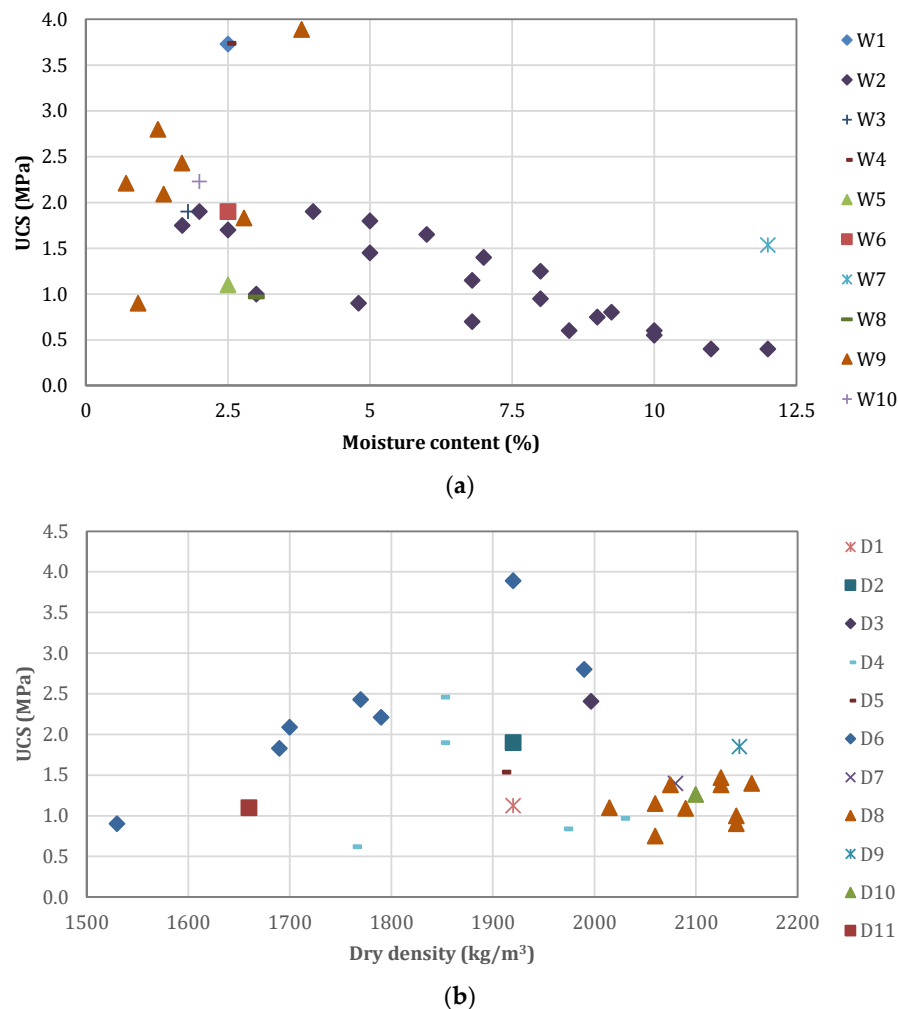 4.0
3.5
3.0
2.5
2.0
1.5
1.0
0.5
0.0
UCS (MPa)
0 2.5 5 7.5 10 12.5
Moisture content (%)
W1
W2
W3
W4
W5
W6
W7
W8
W9
W10
(a)
4.5
4.0
3.5
3.0
2.5
2.0
1.5
1.0
0.5
0.0
UCS (MPa)
1500 1600 1700 1800 1900 2000 2100 2200
Dry density (kg/m³)
D1
D2
D3
D4
D5
D6
D7
D8
D9
D10
D11
(b)